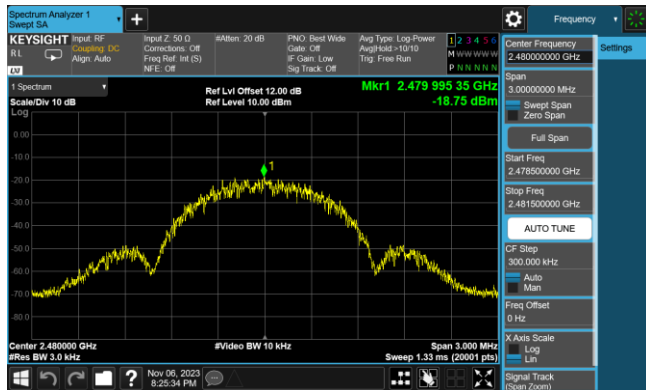 Spectrum Analyzer 1
Swept SA
+
Frequency
KEYSIGHT
R L
LXI
Input: RF
Coupling: DC
Align: Auto
Input Z: 50 Ω
Corrections: Off
Freq Ref: Int (S)
NFE: Off
#Atten: 20 dB
PNO: Best Wide
Gate: Off
IF Gain: Low
Sig Track: Off
Avg Type: Log-Power
Avg|Hold:>10/10
Trig: Free Run
1 2 3 4 5 6
M W W W W W
P N N N N N
1 Spectrum
Scale/Div 10 dB
Log
Ref Lvl Offset 12.00 dB
Ref Level 10.00 dBm
Mkr1 2.479 995 35 GHz
-18.75 dBm
1
0.00
-10.0
-20.0
-30.0
-40.0
-50.0
-60.0
-70.0
-80.0
Center 2.480000 GHz
#Res BW 3.0 kHz
#Video BW 10 kHz
Span 3.000 MHz
Sweep 1.33 ms (20001 pts)
Center Frequency
2.480000000 GHz
Settings
Span
3.00000000 MHz
Swept Span
Zero Span
Full Span
Start Freq
2.478500000 GHz
Stop Freq
2.481500000 GHz
AUTO TUNE
CF Step
300.000 kHz
Auto
Man
Freq Offset
0 Hz
X Axis Scale
Log
Lin
Signal Track
(Span Zoom)
?
Nov 06, 2023
8:25:34 PM